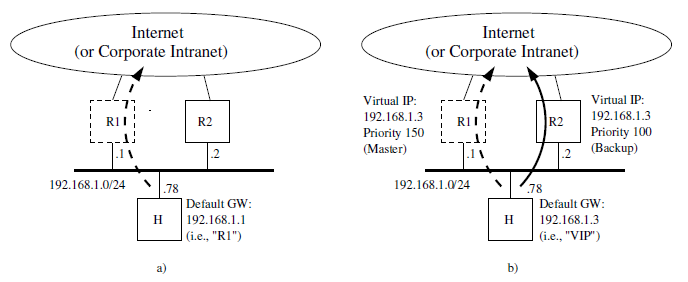 Internet
(or Corporate Intranet)
R1
R2
.1
.2
192.168.1.0/24
.78
H
Default GW:
192.168.1.1
(i.e., "R1")
a)
Internet
(or Corporate Intranet)
Virtual IP:
192.168.1.3
Priority 150
(Master)
R1
R2
Virtual IP:
192.168.1.3
Priority 100
(Backup)
.1
.2
192.168.1.0/24
.78
H
Default GW:
192.168.1.3
(i.e., "VIP")
b)